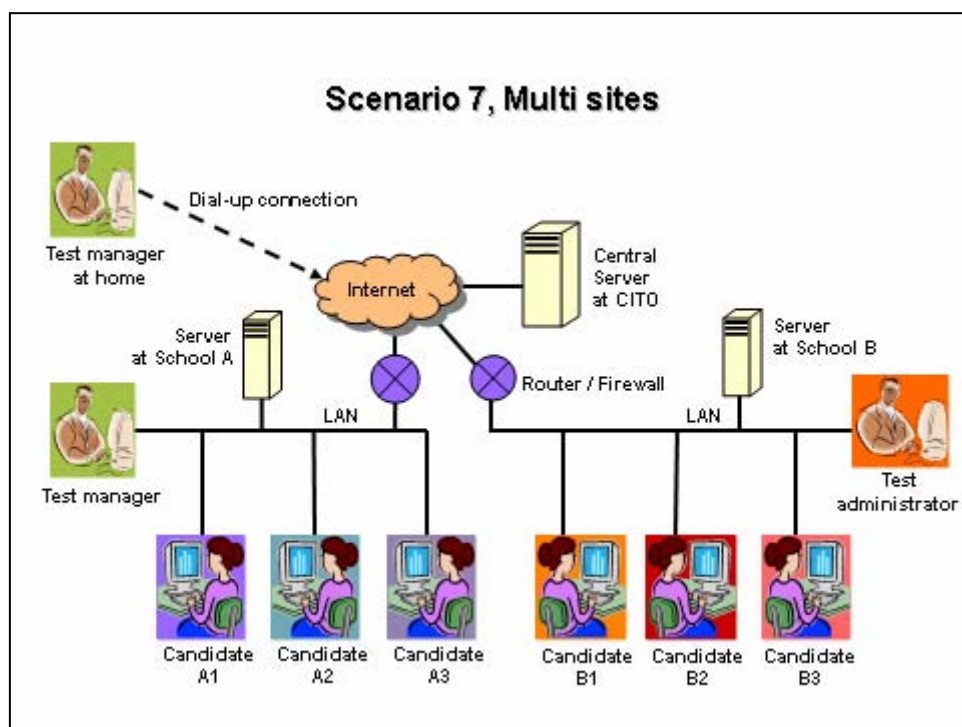 Scenario 7, Multi sites
Dial-up connection
Test manager
at home
Internet
Central
Server
at CITO
Server
at School A
Server
at School B
Router / Firewall
LAN
LAN
Test manager
Test
administrator
Candidate
A1
Candidate
A2
Candidate
A3
Candidate
B1
Candidate
B2
Candidate
B3